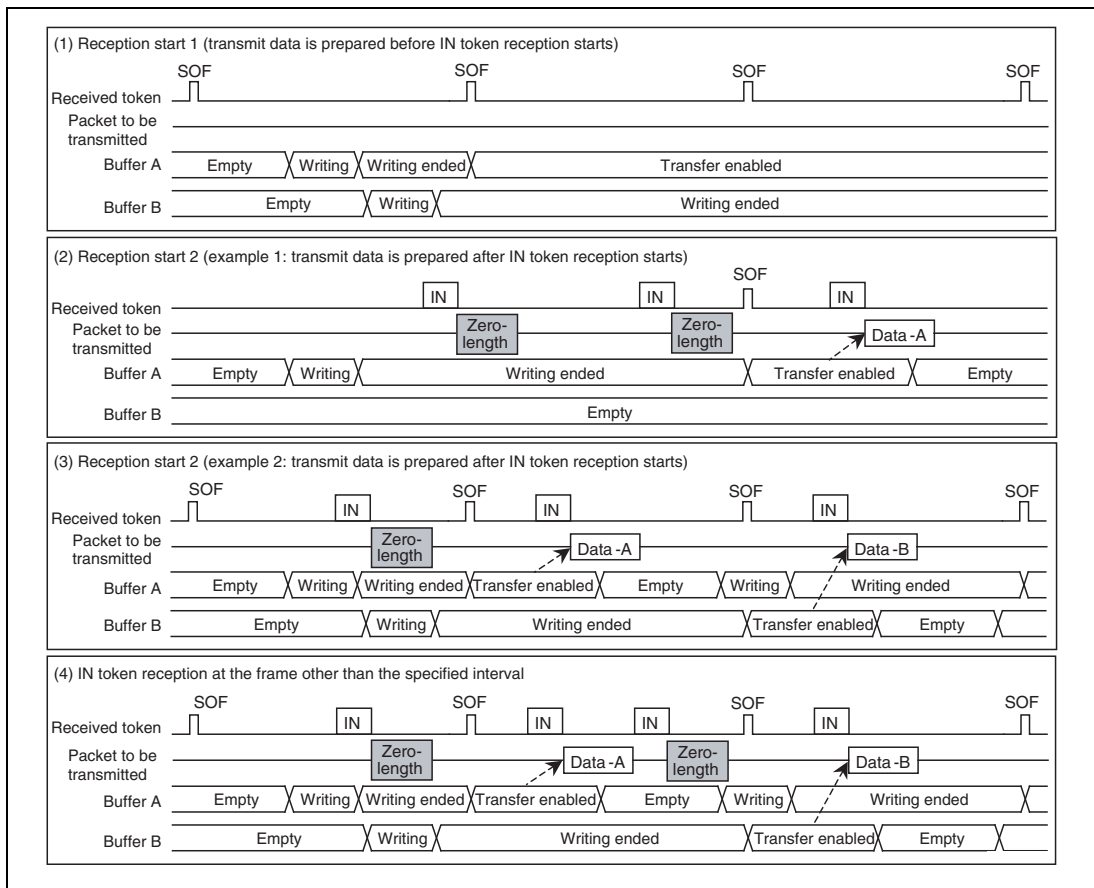 (1) Reception start 1 (transmit data is prepared before IN token reception starts)
SOF SOF SOF SOF
Received token
Packet to be
transmitted
Buffer A Empty Writing Writing ended Transfer enabled
Buffer B Empty Writing Writing ended
(2) Reception start 2 (example 1: transmit data is prepared after IN token reception starts)
SOF
Received token IN IN IN
Packet to be
transmitted
Zero-
length
Zero-
length
Data -A
Buffer A Empty Writing Writing ended Transfer enabled Empty
Buffer B Empty
(3) Reception start 2 (example 2: transmit data is prepared after IN token reception starts)
SOF SOF SOF SOF
Received token IN IN IN
Packet to be
transmitted
Zero-
length
Data -A Data -B
Buffer A Empty Writing Writing ended Transfer enabled Empty Writing Writing ended
Buffer B Empty Writing Writing ended Transfer enabled Empty
(4) IN token reception at the frame other than the specified interval
SOF SOF SOF SOF
Received token IN IN IN IN
Packet to be
transmitted
Zero-
length
Data -A
Zero-
length
Data -B
Buffer A Empty Writing Writing ended Transfer enabled Empty Writing Writing ended
Buffer B Empty Writing Writing ended Transfer enabled Empty